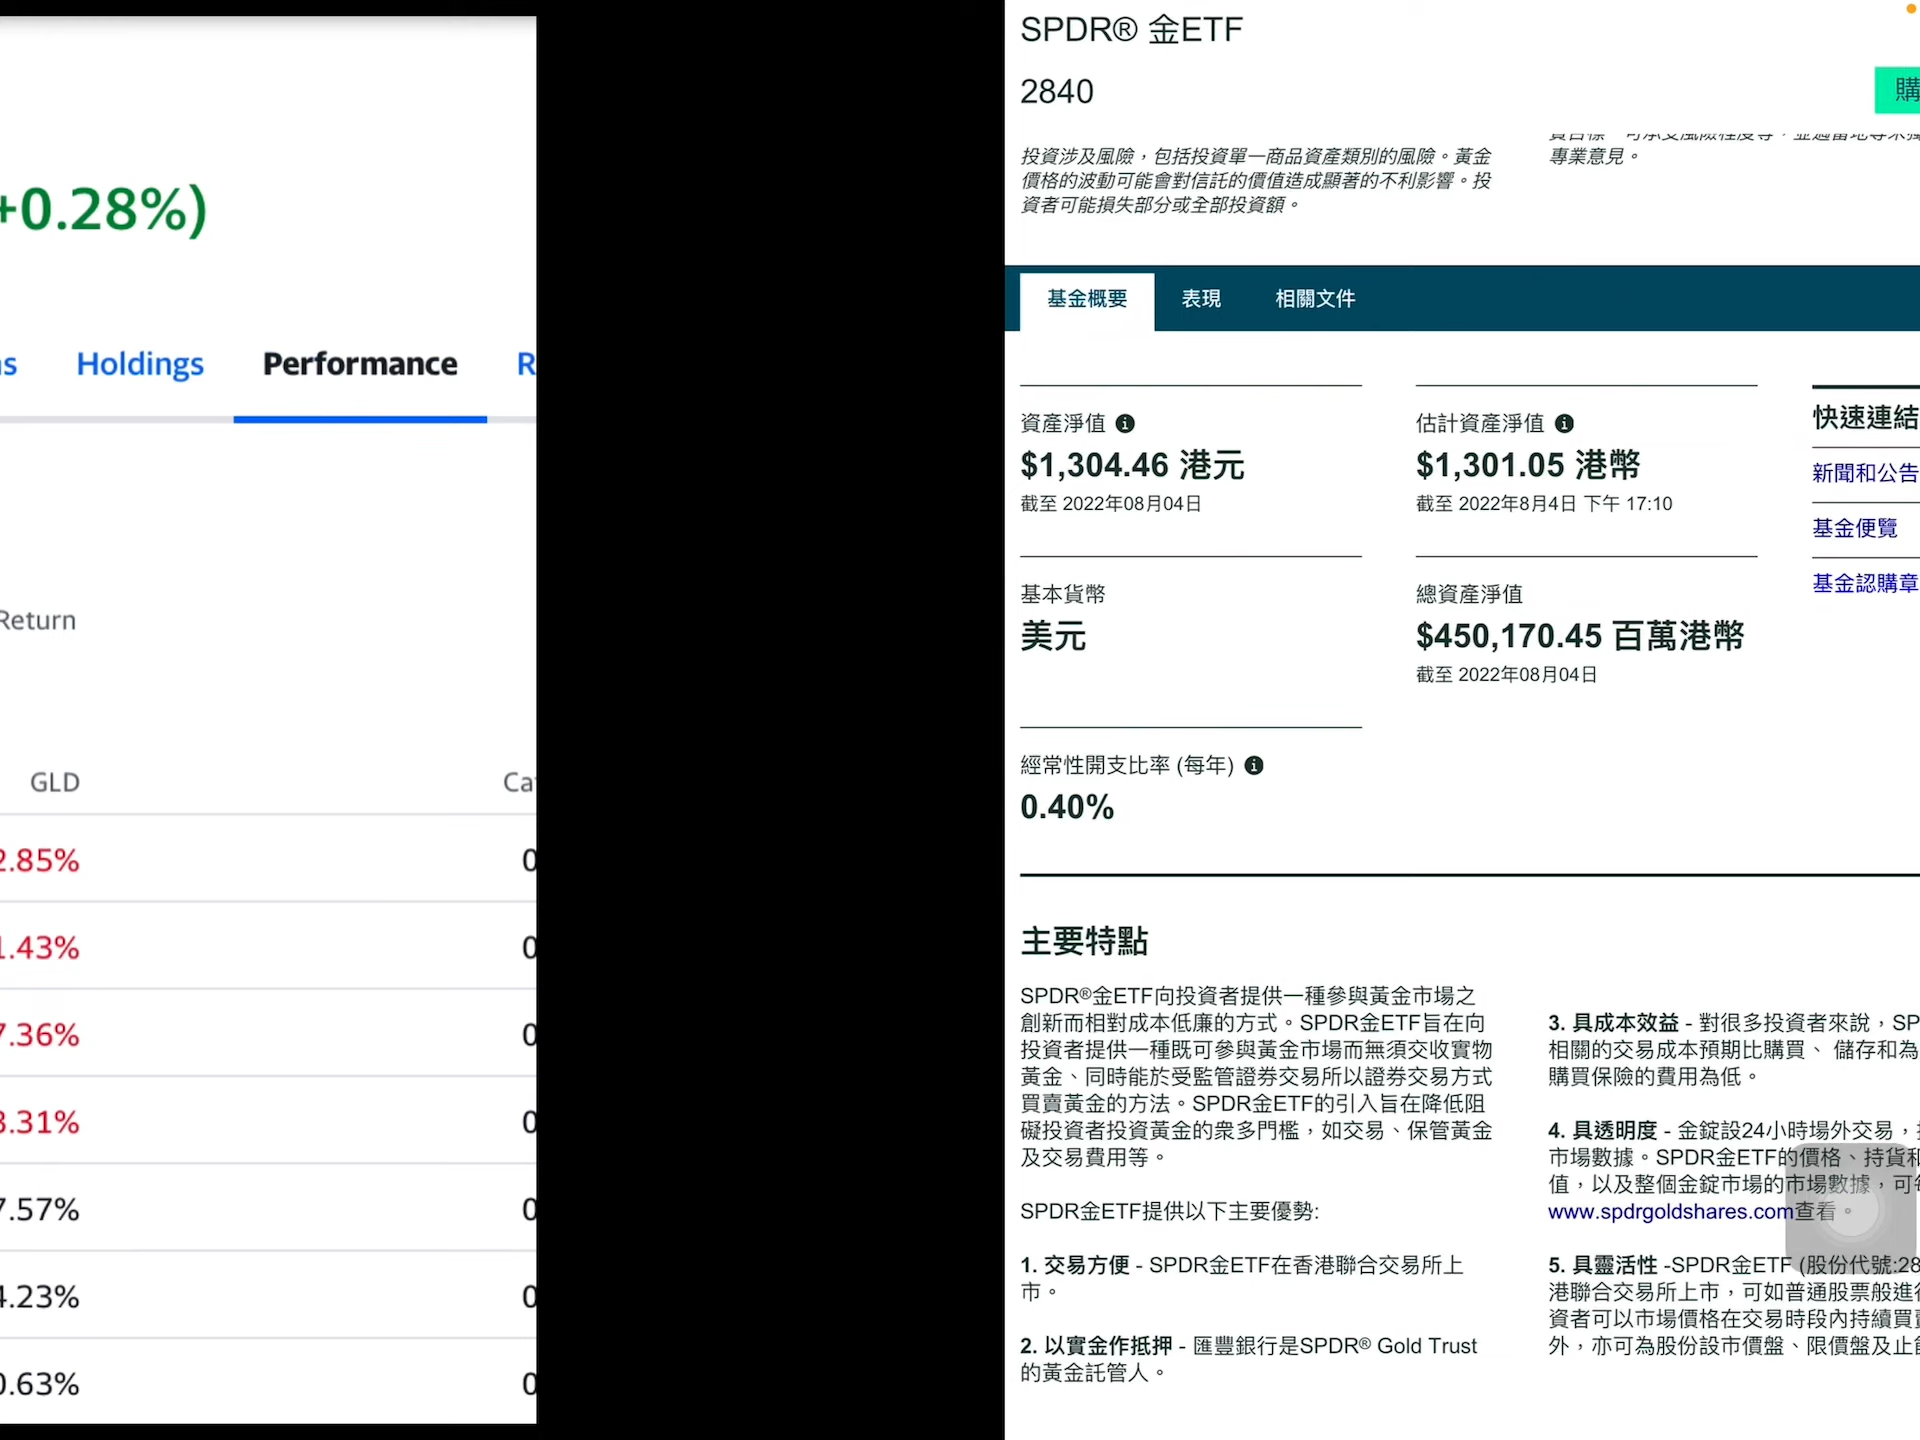 +0.28%)
Holdings
Performance
Return
GLD
2.85%
1.43%
7.36%
3.31%
7.57%
4.23%
0.63%
SPDR® 金ETF
2840
購
投資涉及風險，包括投資單一商品資產類別的風險。黃金
價格的波動可能會對信託的價值造成顯著的不利影響。投
資者可能損失部分或全部投資額。
專業意見。
基金概要
表現
相關文件
資產淨值
$1,304.46 港元
截至 2022年08月04日
估計資產淨值
$1,301.05 港幣
截至 2022年8月4日 下午 17:10
基本貨幣
美元
總資產淨值
$450,170.45 百萬港幣
截至 2022年08月04日
經常性開支比率 (每年)
0.40%
快速連結
新聞和公告
基金便覽
基金認購章
主要特點
SPDR®金ETF向投資者提供一種參與黃金市場之
創新而相對成本低廉的方式。SPDR金ETF旨在向
投資者提供一種既可參與黃金市場而無須交收實物
黃金、同時能於受監管證券交易所以證券交易方式
買賣黃金的方法。SPDR金ETF的引入旨在降低阻
礙投資者投資黃金的衆多門檻，如交易、保管黃金
及交易費用等。
SPDR金ETF提供以下主要優勢:
1. 交易方便 - SPDR金ETF在香港聯合交易所上
市。
2. 以實金作抵押 - 匯豐銀行是SPDR® Gold Trust
的黃金託管人。
3. 具成本效益 - 對很多投資者來說，SP
相關的交易成本預期比購買、 儲存和為
購買保險的費用為低。
4. 具透明度 - 金錠設24小時場外交易，
市場數據。SPDR金ETF的價格、持貨和
值，以及整個金錠市場的市場數據，可每
www.spdrgoldshares.com查看。
5. 具靈活性 -SPDR金ETF (股份代號:28
港聯合交易所上市，可如普通股票般進行
資者可以市場價格在交易時段內持續買賣
外，亦可為股份設市價盤、限價盤及止